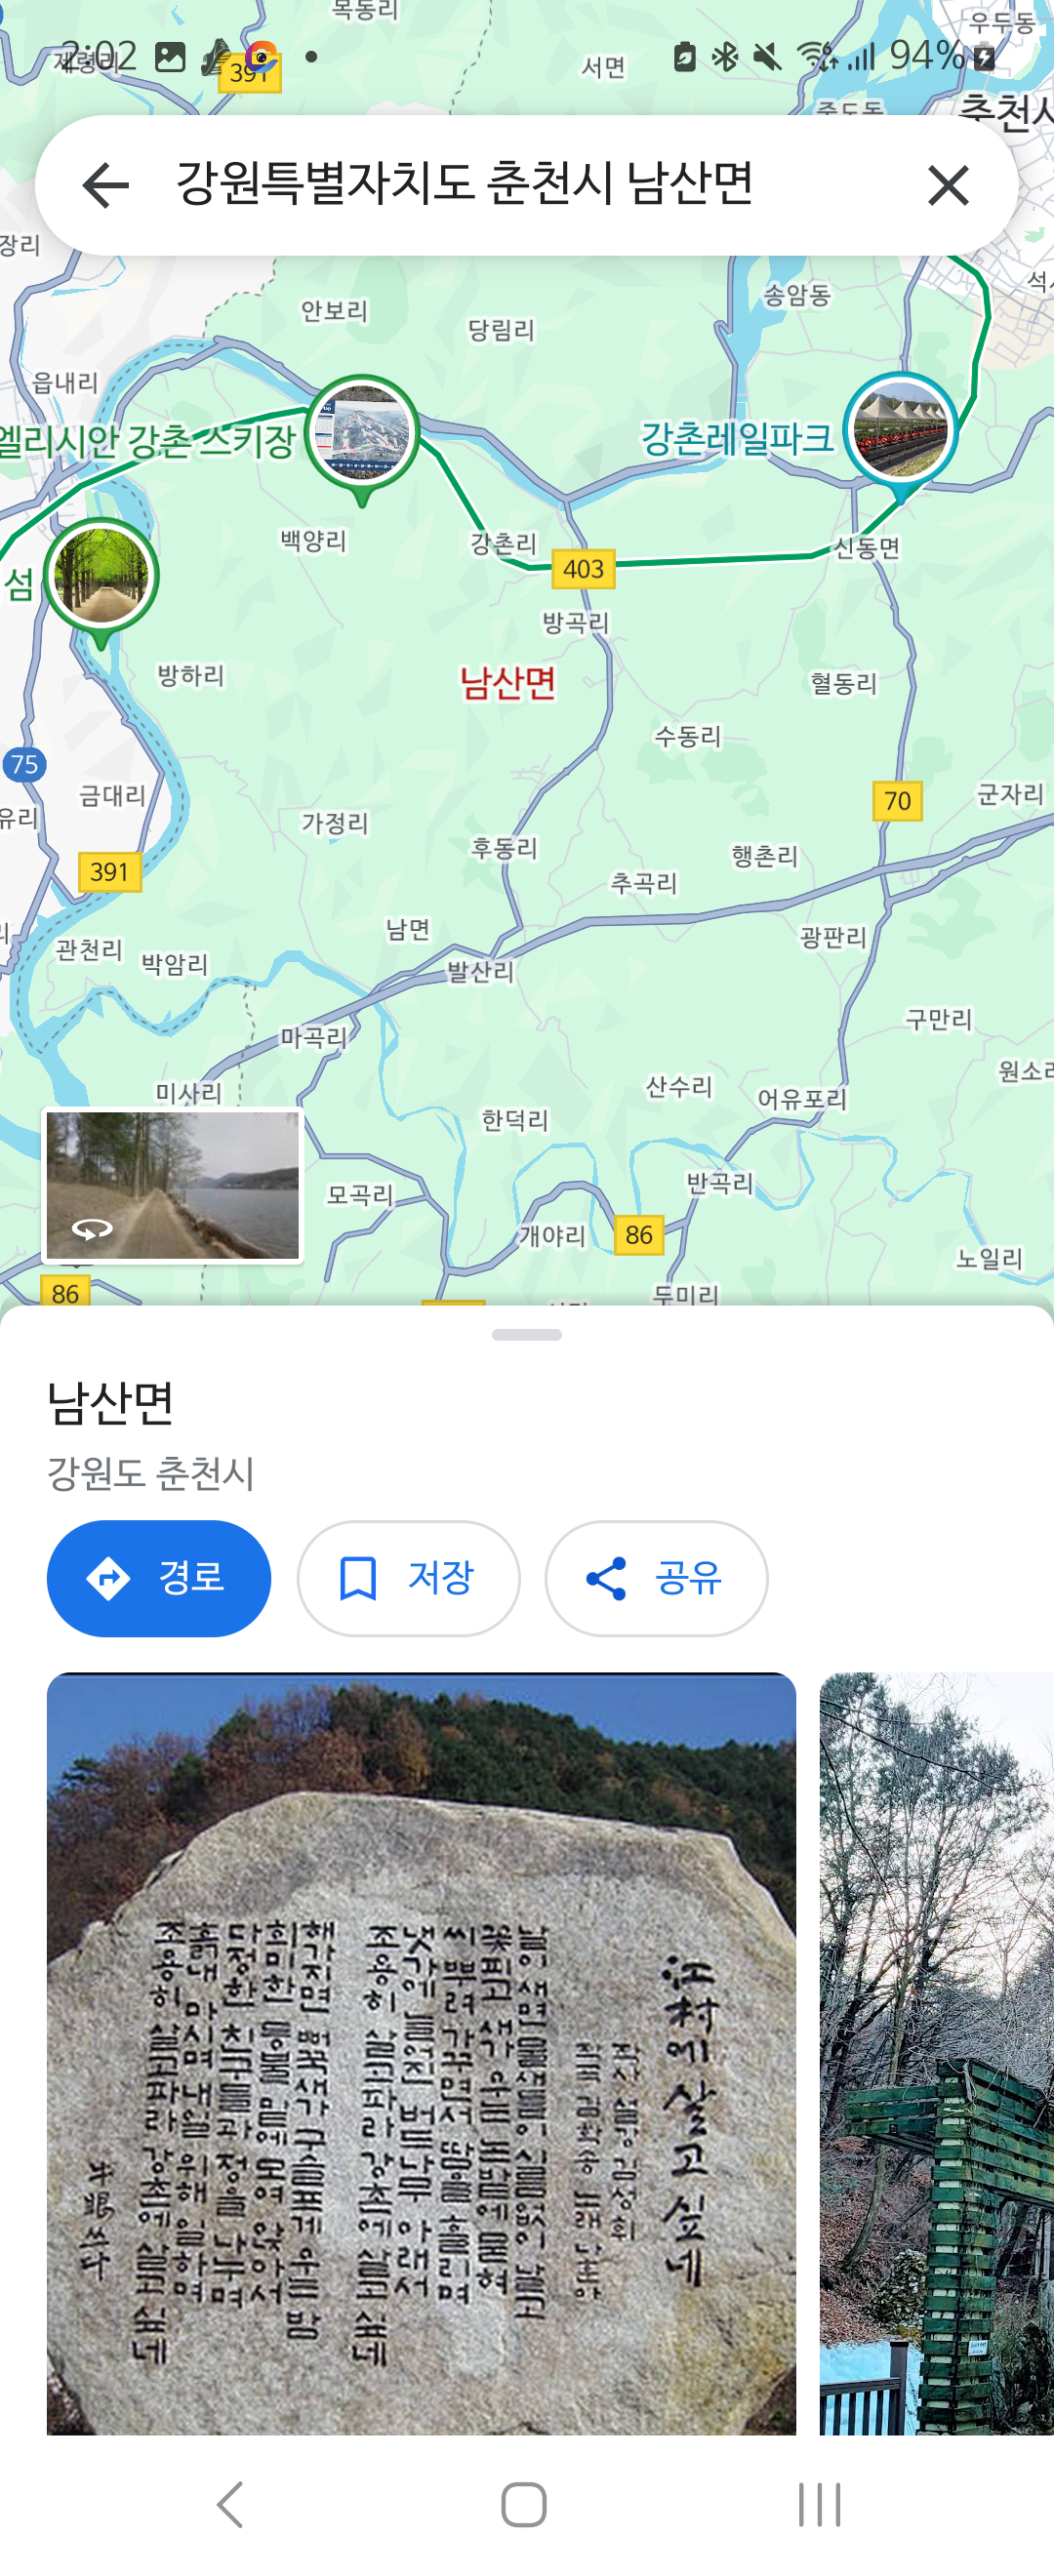 목동리
우두동
2:02
94%
391
서면
중도동
춘천시
강원특별자치도 춘천시 남산면
장리
안보리
당림리
송암동
석사
읍내리
엘리시안 강촌 스키장
강촌레일파크
백양리
강촌리
신동면
403
섬
방곡리
방하리
남산면
혈동리
수동리
75
금대리
유리
가정리
70
군자리
후동리
행촌리
391
추곡리
남면
리
관천리
박암리
발산리
광판리
마곡리
구만리
원소리
미사리
산수리
어유포리
한덕리
모곡리
반곡리
개야리
86
노일리
86
두미리
남산면
강원도 춘천시
경로
저장
공유
江村에 살고 싶네
작사 설강 김성휘
작곡 김학송 노래 나훈아
날이 새면 물새들이 시름없이 날으는
꽃피고 새가 우는 논밭에 묻혀
씨뿌려 가꾸면서 땀을 흘리며
냇가에 늘어진 버드나무 아래서
조용히 살고파라 강촌에 살고 싶네
해가 지면 뻐꾹새가 구슬프게 우는 밤
희미한 등불 밑에 모여 앉아서
다정한 친구들과 정을 나누며
흙내 마시며 내일 위해 일하며
조용히 살고파라 강촌에 살고 싶네
쓰다